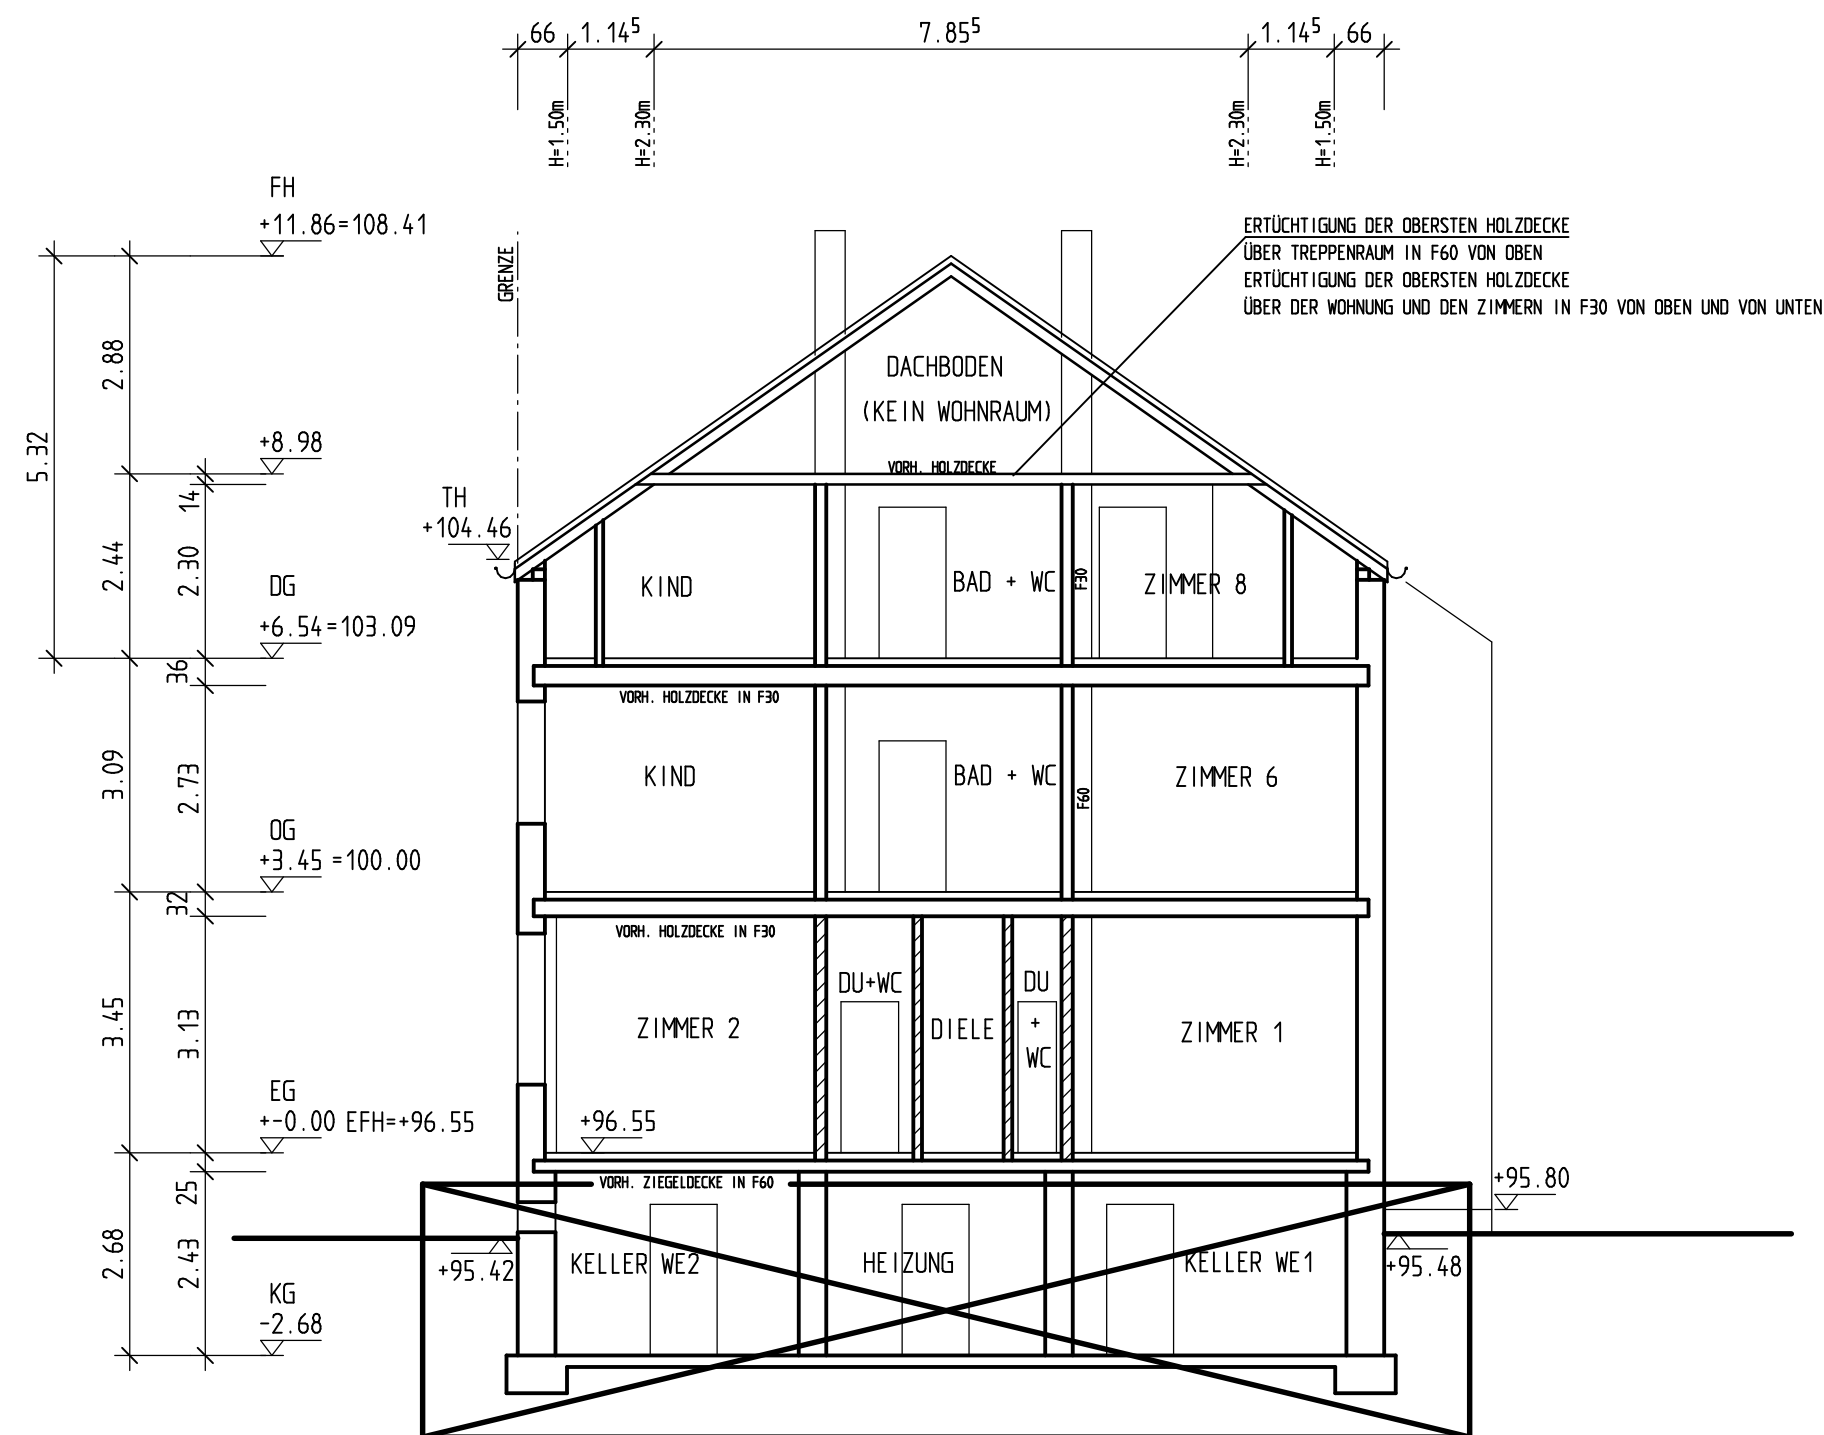 66 1.14⁵ 7.85⁵ 1.14⁵ 66
H=1.50m
H=2.30m
H=2.30m
H=1.50m
FH
+11.86=108.41
GRENZE
ERTÜCHTIGUNG DER OBERSTEN HOLZDECKE
ÜBER TREPPENRAUM IN F60 VON OBEN
ERTÜCHTIGUNG DER OBERSTEN HOLZDECKE
ÜBER DER WOHNUNG UND DEN ZIMMERN IN F30 VON OBEN UND VON UNTEN
DACHBODEN
(KEIN WOHNRAUM)
2.88
5.32
+8.98
VORH. HOLZDECKE
14
TH
+104.46
2.44
2.30
KIND
BAD + WC
F30
ZIMMER 8
DG
+6.54=103.09
36
VORH. HOLZDECKE IN F30
3.09
2.73
KIND
BAD + WC
F60
ZIMMER 6
OG
+3.45 =100.00
32
VORH. HOLZDECKE IN F30
3.45
3.13
ZIMMER 2
DU+WC
DIELE
DU
+
WC
ZIMMER 1
EG
+-0.00 EFH=+96.55
+96.55
25
VORH. ZIEGELDECKE IN F60
+95.80
2.68
2.43
+95.42
KELLER WE2
HEIZUNG
KELLER WE1
+95.48
KG
-2.68